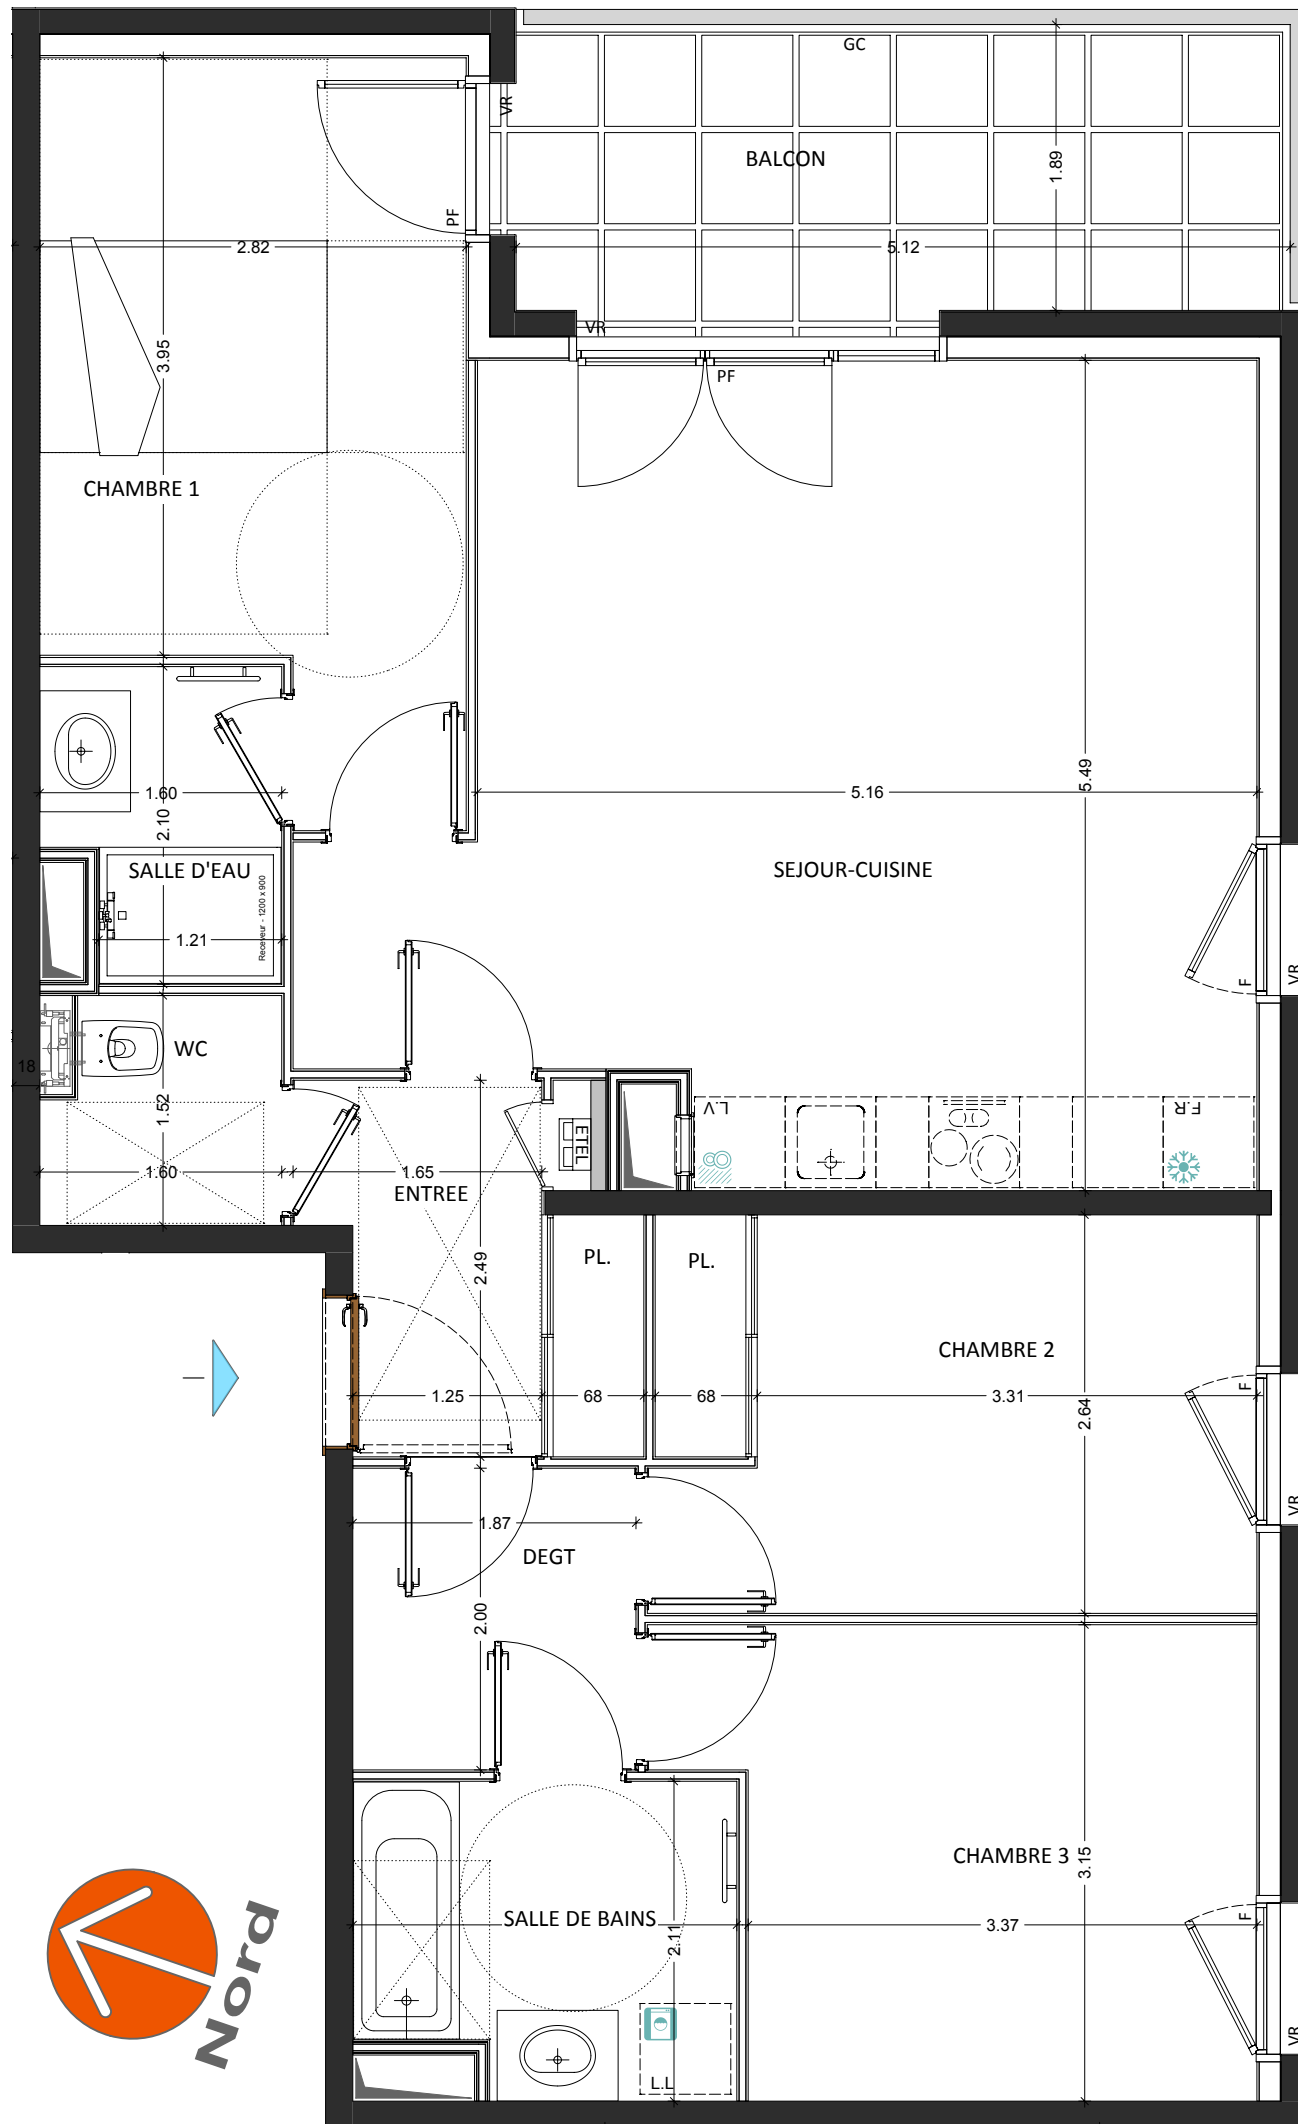 GC
VR
BALCON
1.89
PF
2.82
5.12
VR
PF
3.95
CHAMBRE 1
5.49
1.60
5.16
2.10
SALLE D'EAU
SEJOUR-CUISINE
Receveur - 1200 x 900
1.21
F
VR
WC
18
1.52
L.V
F.R
ETEL
1.60
1.65
ENTREE
2.49
PL.
PL.
CHAMBRE 2
1.25
68
68
3.31
F
2.64
VR
1.87
DEGT
2.00
CHAMBRE 3
3.15
SALLE DE BAINS
2.11
3.37
F
VR
L.L
Nord